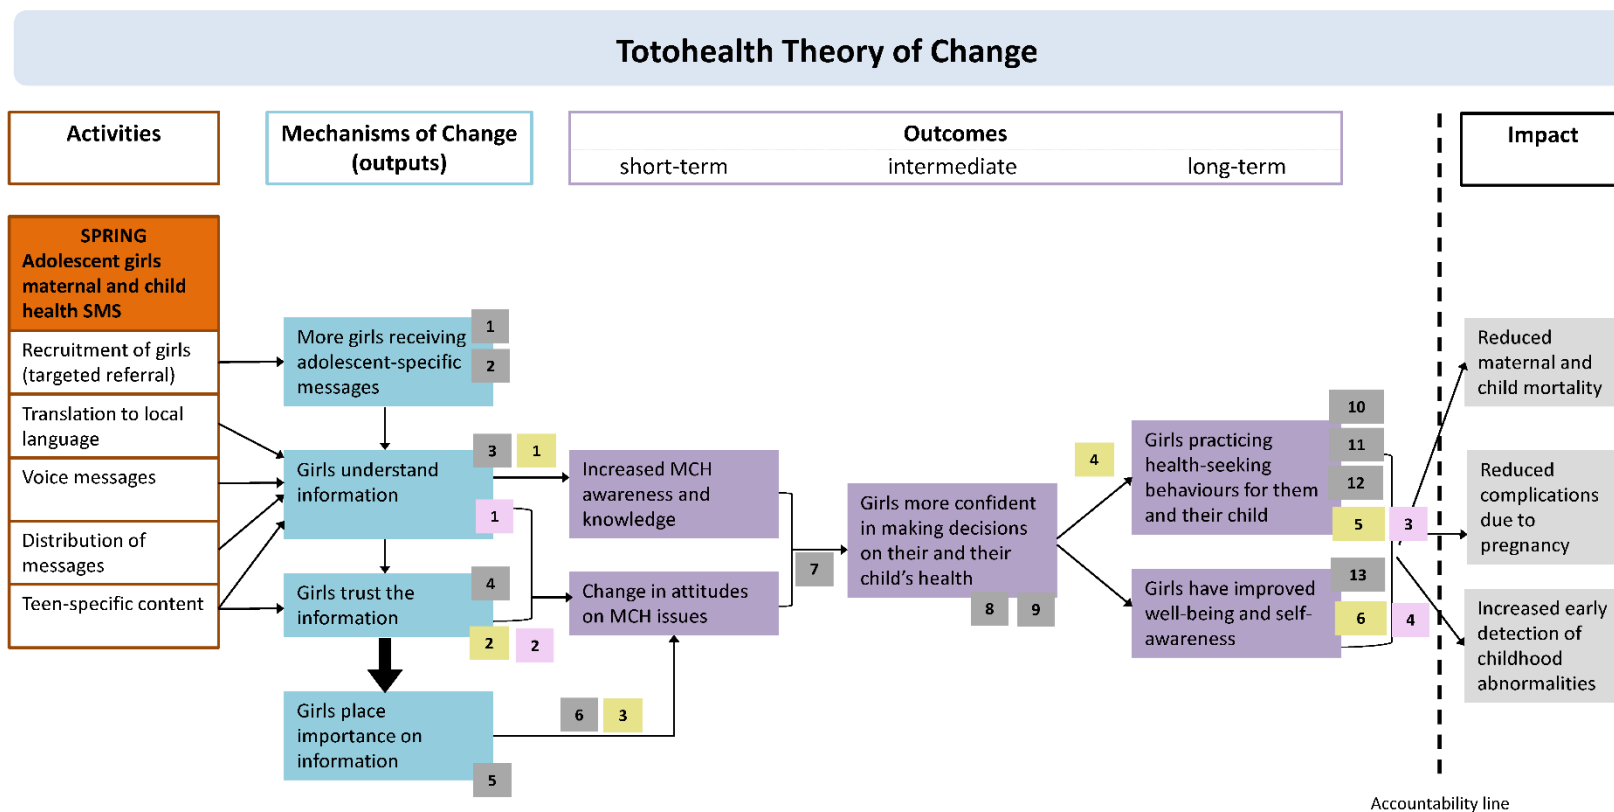 Totohealth Theory of Change
Activities
Mechanisms of Change
(outputs)
Outcomes
short-term
intermediate
long-term
Impact
SPRING
Adolescent girls
maternal and child
health SMS
Recruitment of girls
(targeted referral)
Translation to local
language
Voice messages
Distribution of
messages
Teen-specific content
More girls receiving
adolescent-specific
messages
1
2
Girls understand
information
3
1
1
Girls trust the
information
4
2
2
Girls place
importance on
information
5
6
3
Increased MCH
awareness and
knowledge
Change in attitudes
on MCH issues
7
Girls more confident
in making decisions
on their and their
child's health
8
9
4
Girls practicing
health-seeking
behaviours for them
and their child
10
11
12
5
3
Girls have improved
well-being and self-
awareness
13
6
4
Reduced
maternal and
child mortality
Reduced
complications
due to
pregnancy
Increased early
detection of
childhood
abnormalities
Accountability line